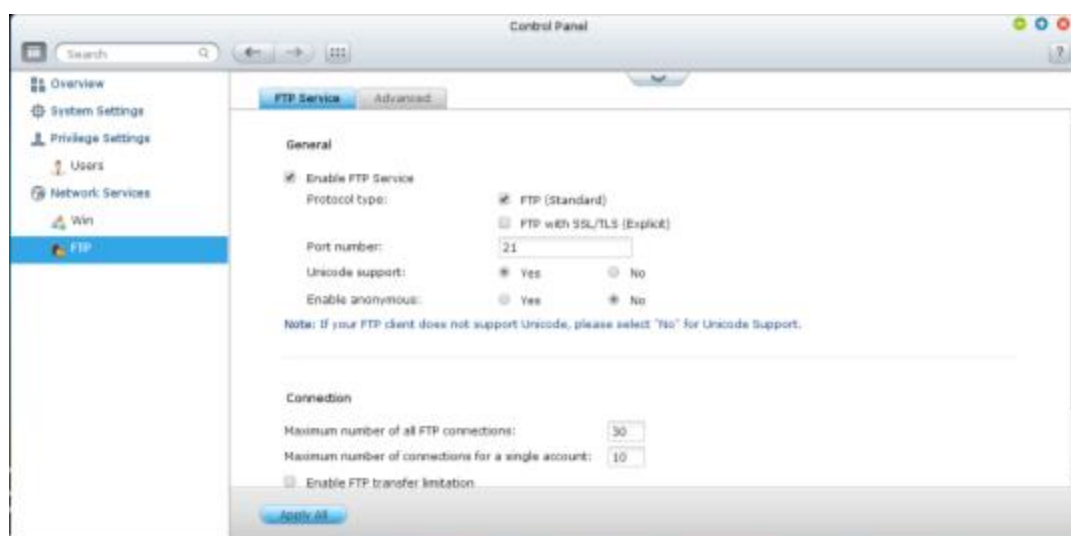 Control Panel
Search
?
Overview
System Settings
Privilege Settings
Users
Network Services
Win
FTP
FTP Service
Advanced
General
Enable FTP Service
Protocol type:
FTP (Standard)
FTP with SSL/TLS (Explicit)
Port number:
21
Unicode support:
Yes
No
Enable anonymous:
Yes
No
Note: If your FTP client does not support Unicode, please select "No" for Unicode Support.
Connection
Maximum number of all FTP connections:
30
Maximum number of connections for a single account:
10
Enable FTP transfer limitation
Apply All